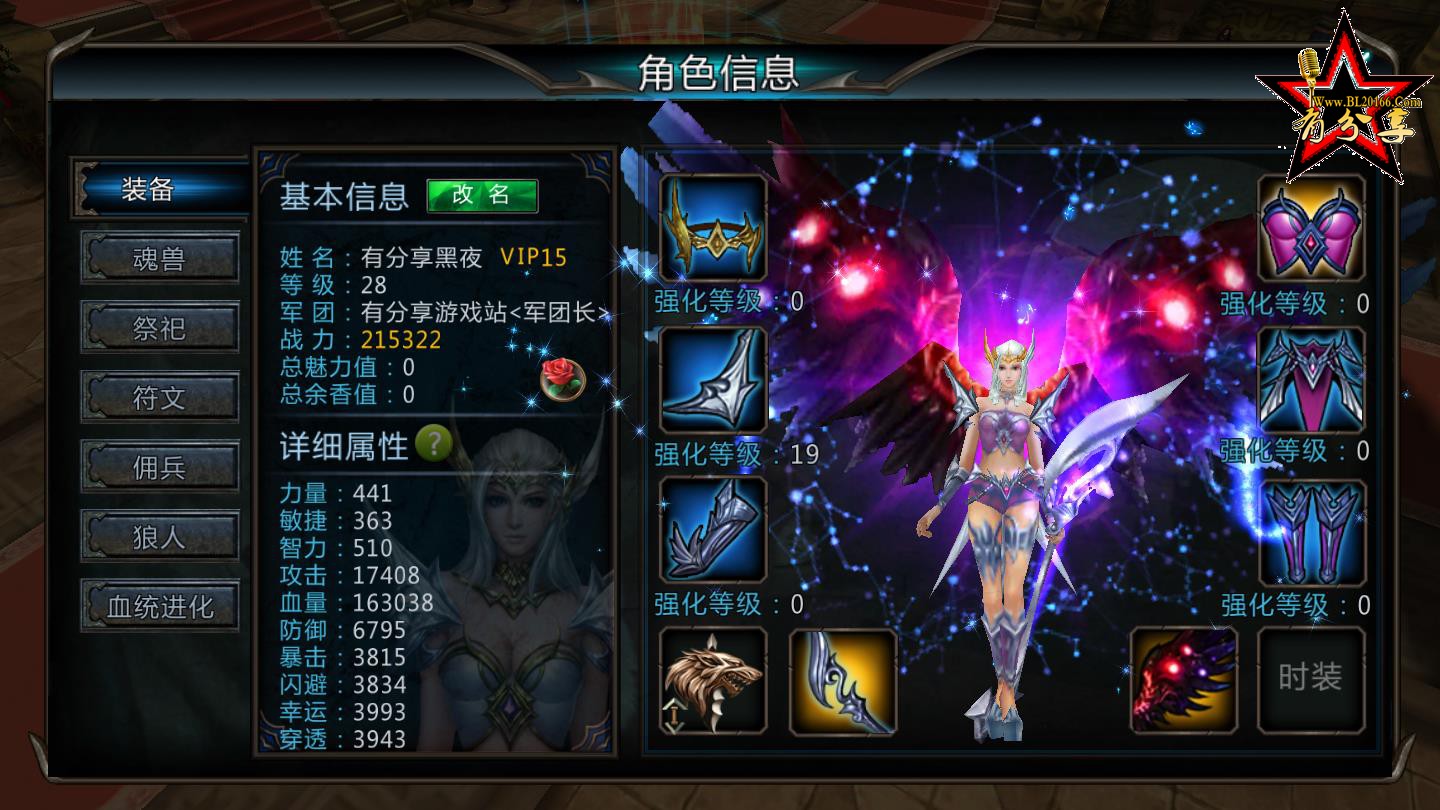 角色信息
Www.BL20166.Com
有分享
装备
魂兽
祭祀
符文
佣兵
狼人
血统进化
基本信息 改 名
姓 名：有分享黑夜 VIP15
等 级：28
军 团：有分享游戏站<军团长>
战 力：215322
总魅力值：0
总余香值：0
详细属性 ?
力量：441
敏捷：363
智力：510
攻击：17408
血量：163038
防御：6795
暴击：3815
闪避：3834
幸运：3993
穿透：3943
强化等级：0
强化等级：19
强化等级：0
强化等级：0
强化等级：0
强化等级：0
I
时装